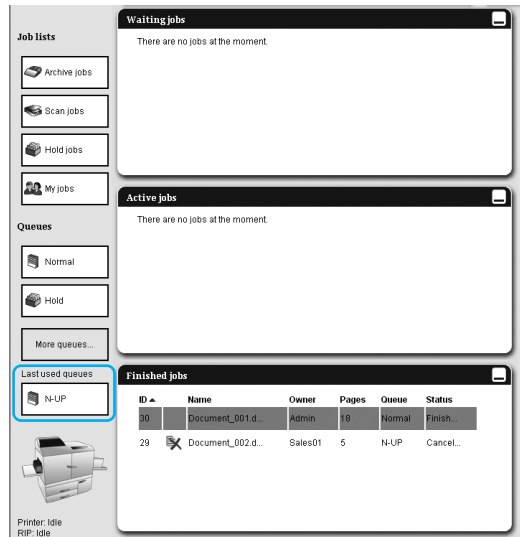 Job lists
Archive jobs
Scan jobs
Hold jobs
My jobs
Queues
Normal
Hold
More queues...
Last used queues
N-UP
Printer: Idle
RIP: Idle
Waiting jobs
There are no jobs at the moment.
Active jobs
There are no jobs at the moment.
Finished jobs
ID Name Owner Pages Queue Status
30 Document_001.d... Admin 18 Normal Finish...
29 Document_002.d... Sales01 5 N-UP Cancel...